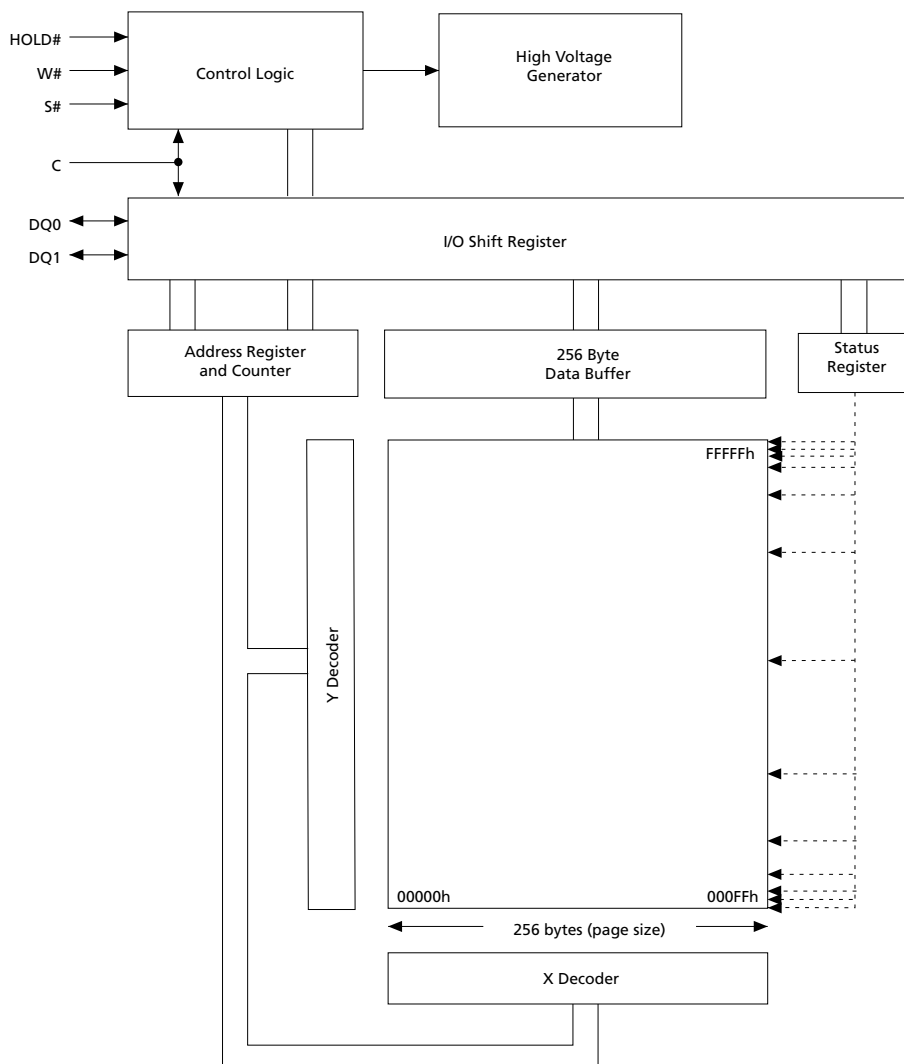 HOLD#
W#
S#
C
DQ0
DQ1
Control Logic
High Voltage
Generator
I/O Shift Register
Address Register
and Counter
256 Byte
Data Buffer
Status
Register
Y Decoder
FFFFFh
00000h
000FFh
256 bytes (page size)
X Decoder